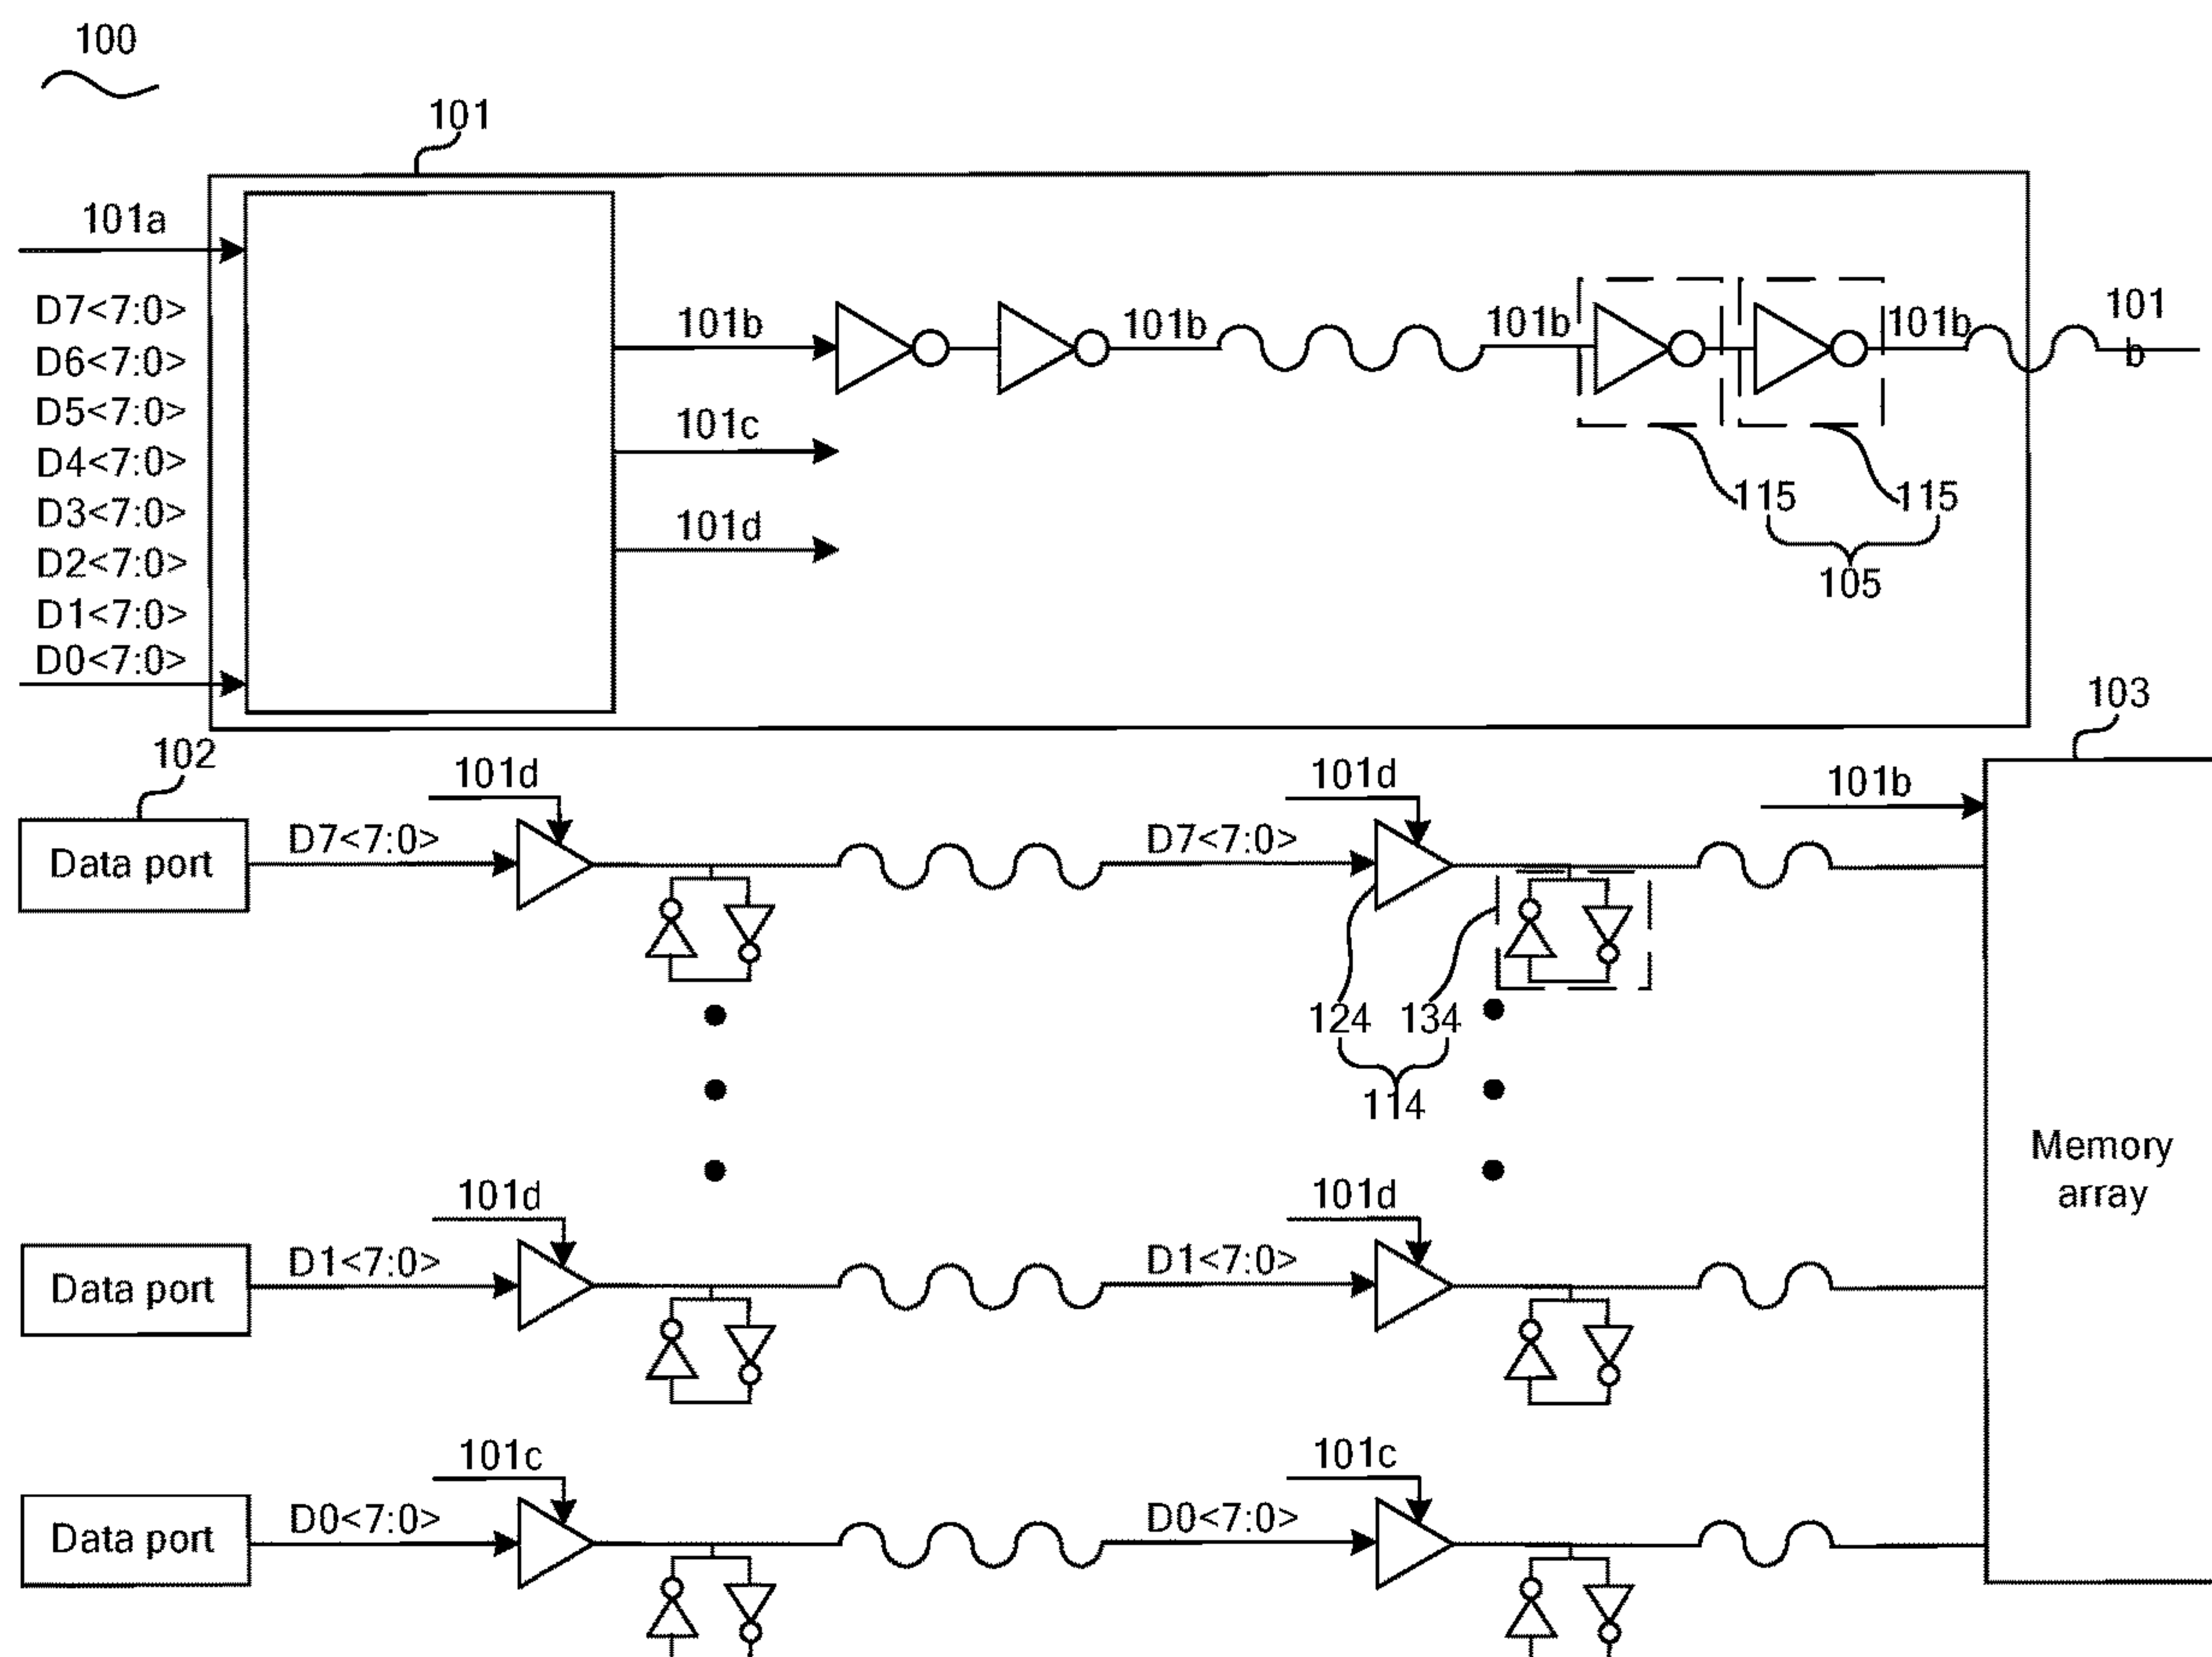 100
101
101a
D7<7:0>
D6<7:0>
D5<7:0>
D4<7:0>
D3<7:0>
D2<7:0>
D1<7:0>
D0<7:0>
101b
101b
101b
101b
101
b
101c
101d
115
115
105
102
103
101d
101d
101b
Data port
D7<7:0>
D7<7:0>
124
134
114
Memory
array
101d
101d
Data port
D1<7:0>
D1<7:0>
101c
101c
Data port
D0<7:0>
D0<7:0>